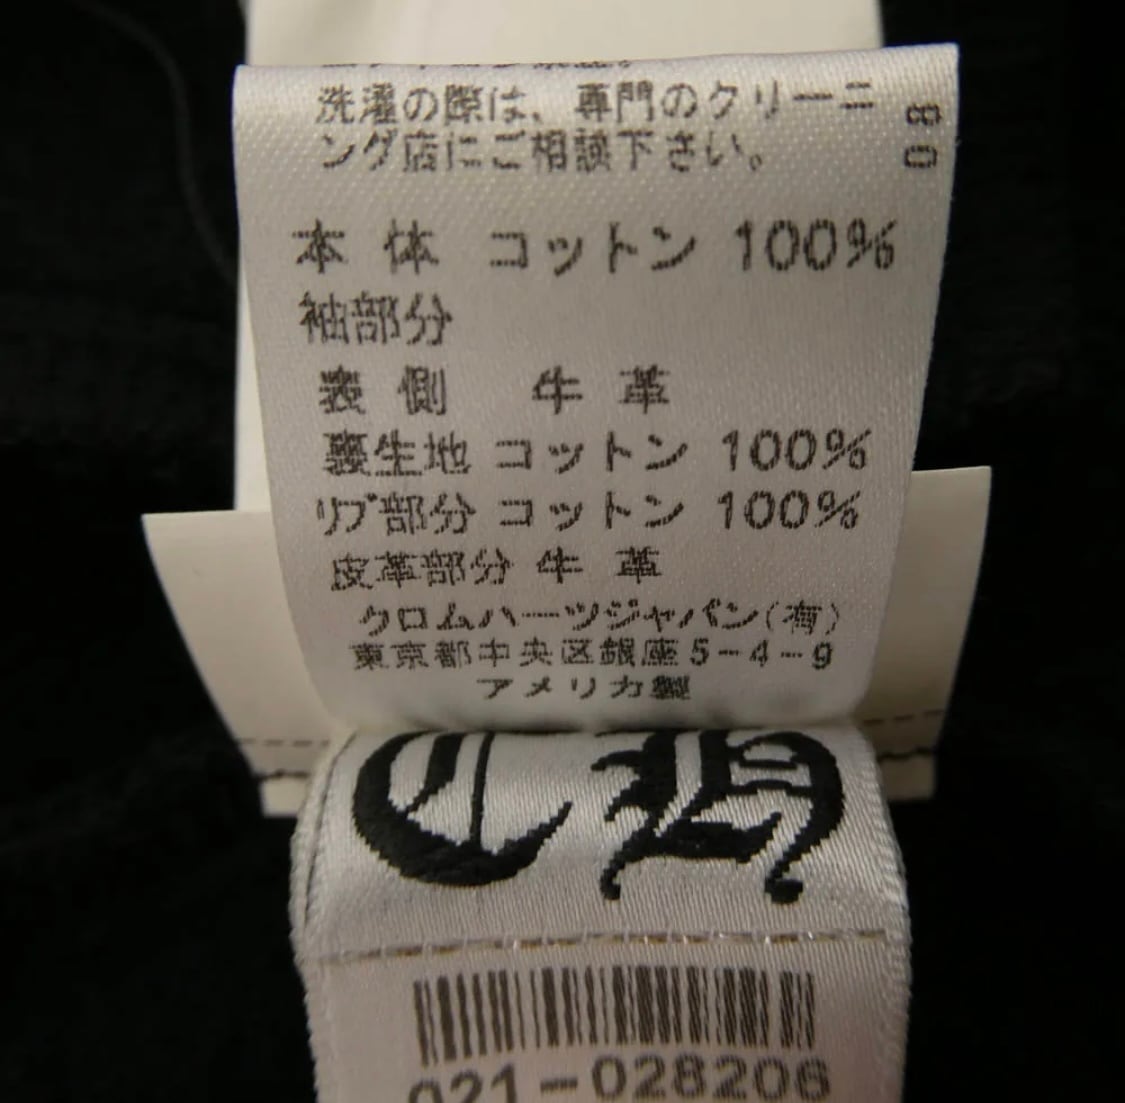 洗濯の際は、専門のクリーニ
ング店にご相談下さい。
08
本 体 コットン 100%
袖部分
表 側 牛 革
裏生地 コットン 100%
リブ部分 コットン 100%
皮革部分 牛 革
クロムハーツジャパン(有)
東京都中央区銀座5-4-9
アメリカ製
CH
021-028206